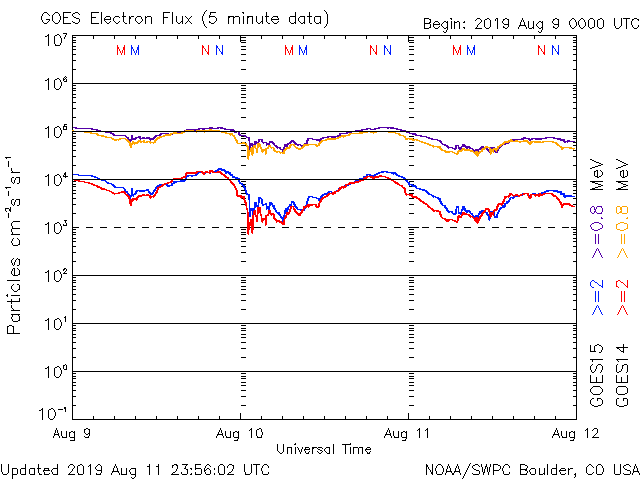 GOES Electron Flux (5 minute data)
Begin: 2019 Aug 9 0000 UTC
10⁷
M M N N M M N N M M N N
10⁶
10⁵
10⁴
10³
10²
10¹
10⁰
10⁻¹
Particles cm⁻²s⁻¹sr⁻¹
GOES15 >=2 >=0.8 MeV
GOES14 >=2 >=0.8 MeV
Aug 9 Aug 10 Aug 11 Aug 12
Universal Time
Updated 2019 Aug 11 23:56:02 UTC
NOAA/SWPC Boulder, CO USA